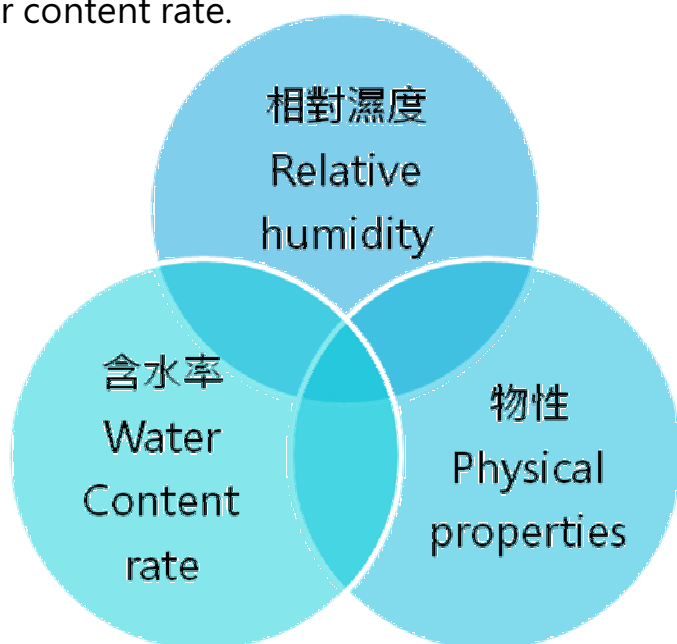 r content rate.
相對濕度
Relative
humidity
含水率
Water
Content
rate
物性
Physical
properties